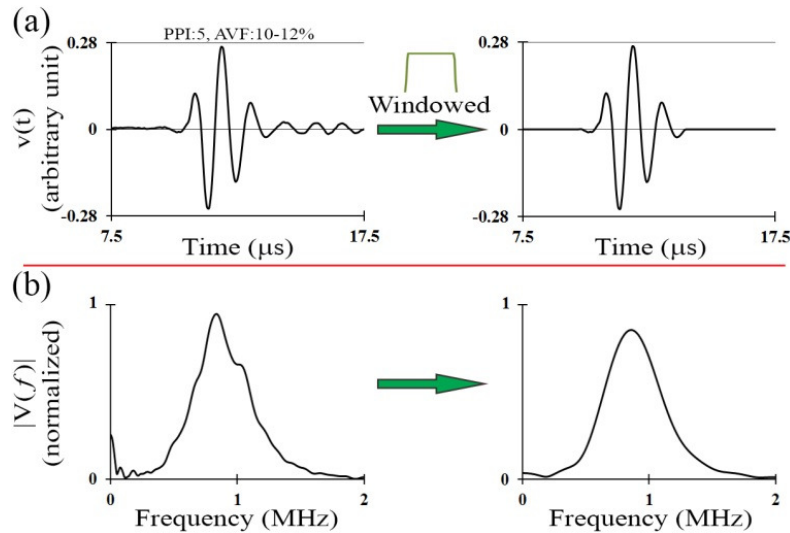 (a)
PPI:5, AVF:10-12%
0.28
0
-0.28
v(t)
(arbitrary unit)
7.5
17.5
Time (μs)
Windowed
0.28
0
-0.28
7.5
17.5
Time (μs)
(b)
1
0
|V(f)|
(normalized)
0
1
2
Frequency (MHz)
1
0
0
1
2
Frequency (MHz)